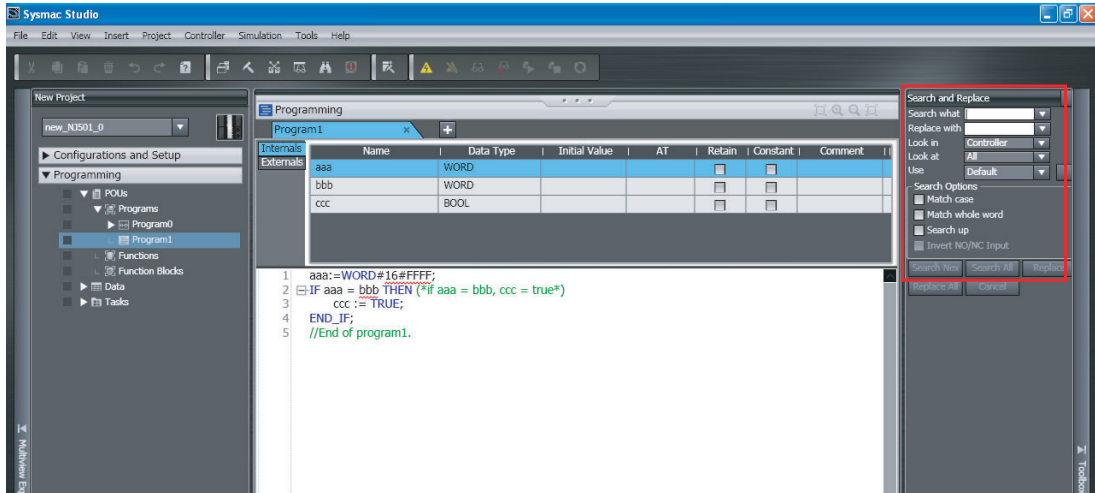 Sysmac Studio
File Edit View Insert Project Controller Simulation Tools Help
New Project
new_NJ501_0
Configurations and Setup
Programming
POUs
Programs
Program0
Program1
Functions
Function Blocks
Data
Tasks
Multiview Exp
Programming
Program1
Internals
Externals
Name Data Type Initial Value AT Retain Constant Comment
aaa WORD
bbb WORD
ccc BOOL
1 aaa:=WORD#16#FFFF;
2 IF aaa = bbb THEN (*if aaa = bbb, ccc = true*)
3 ccc := TRUE;
4 END_IF;
5 //End of program1.
Search and Replace
Search what
Replace with
Look in Controller
Look at All
Use Default
Search Options
Match case
Match whole word
Search up
Invert NO/NC Input
Search Nex Search All Replace
Replace All Cancel
Toolbox